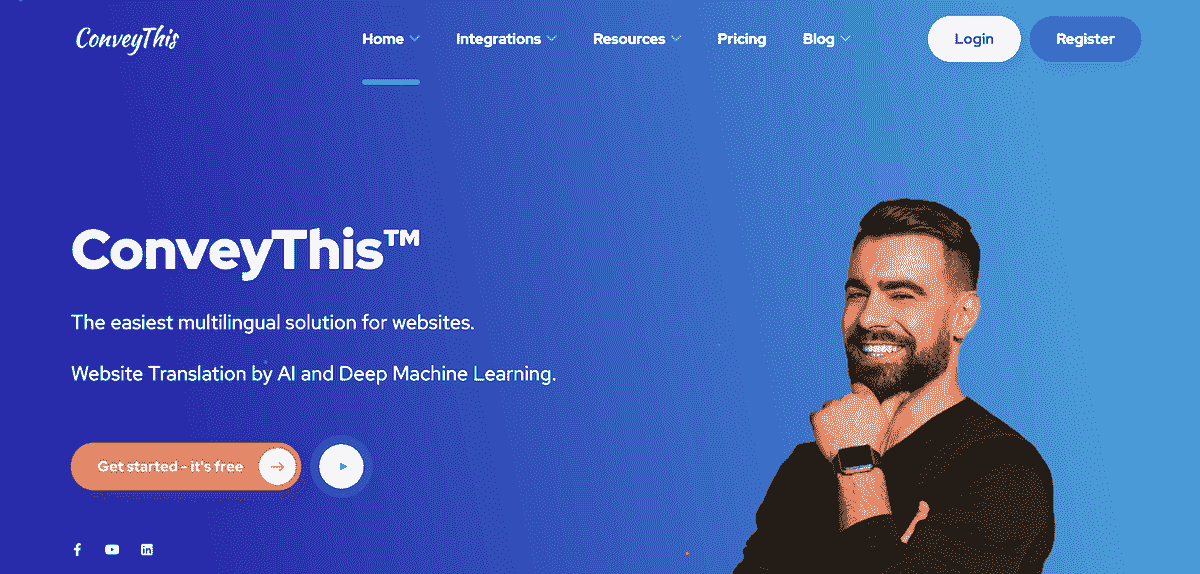 ConveyThis
Home
Integrations
Resources
Pricing
Blog
Login
Register
ConveyThis™
The easiest multilingual solution for websites.
Website Translation by AI and Deep Machine Learning.
Get started - it's free